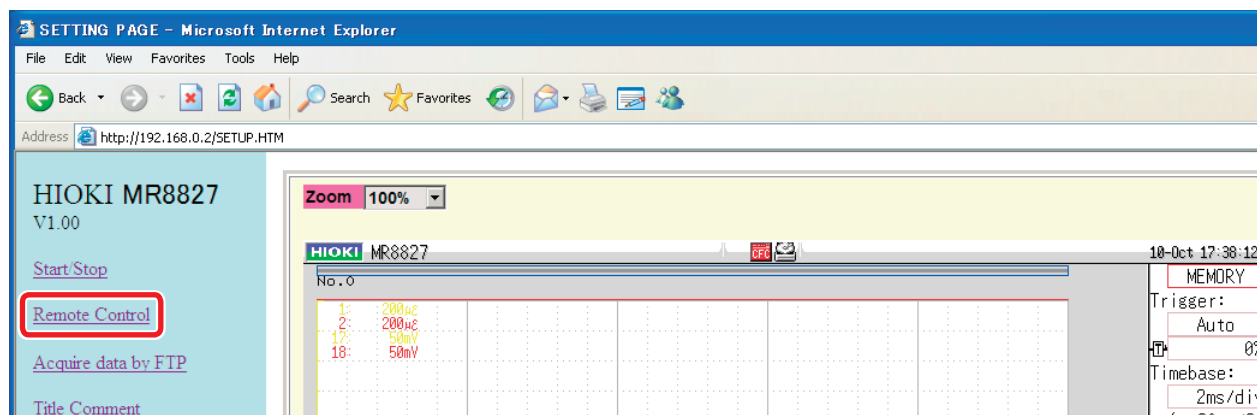 SETTING PAGE - Microsoft Internet Explorer
File Edit View Favorites Tools Help
Back Search Favorites
Address http://192.168.0.2/SETUP.HTM
HIOKI MR8827
V1.00
Start/Stop
Remote Control
Acquire data by FTP
Title Comment
Zoom 100%
HIOKI MR8827 CFC 10-Oct 17:38:12
No.0
1: 200με
2: 200με
17: 50mV
18: 50mV
MEMORY
Trigger:
Auto
T 0%
Timebase:
2ms/div